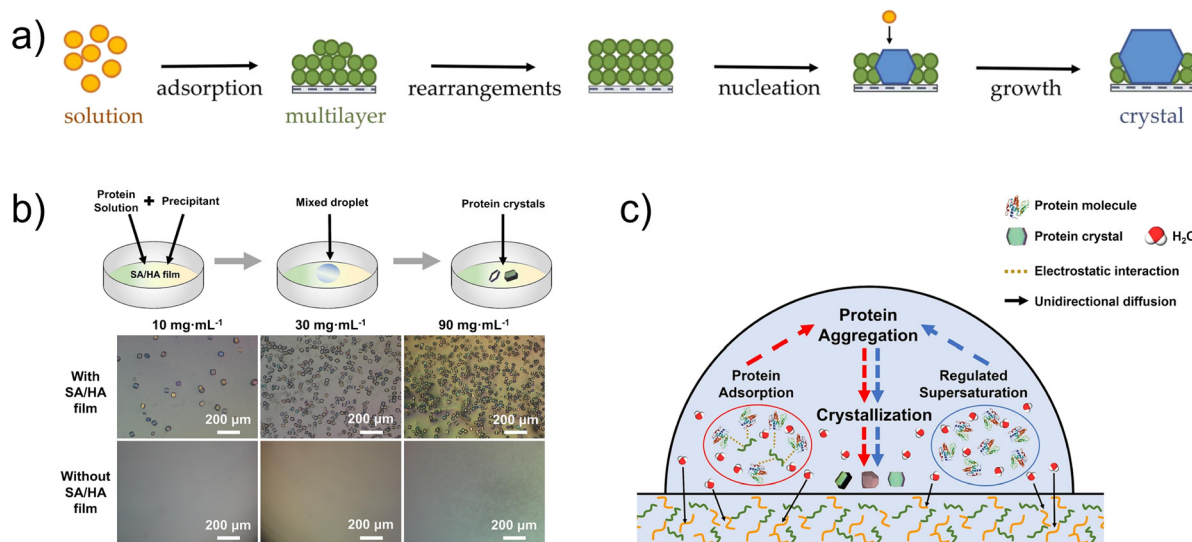 a)
adsorption
rearrangements
nucleation
growth
solution
multilayer
crystal
b)
Protein
Solution
+
Precipitant
Mixed droplet
Protein crystals
SA/HA film
10 mg·mL⁻¹
30 mg·mL⁻¹
90 mg·mL⁻¹
With
SA/HA
film
200 μm
200 μm
200 μm
Without
SA/HA
film
200 μm
200 μm
200 μm
c)
Protein molecule
Protein crystal
H₂O
Electrostatic interaction
Unidirectional diffusion
Protein
Aggregation
Protein
Adsorption
Regulated
Supersaturation
Crystallization